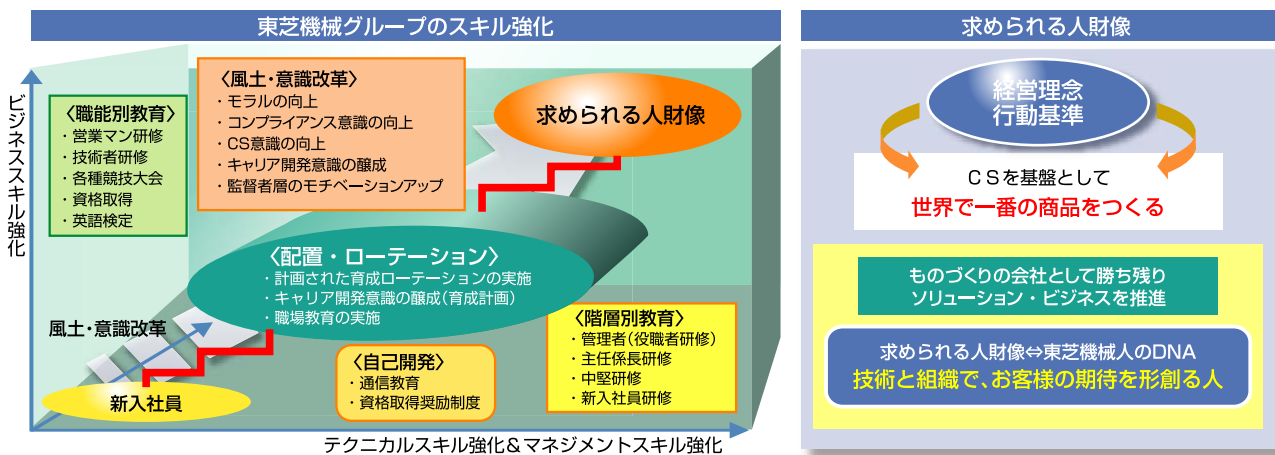 東芝機械グループのスキル強化
ビジネススキル強化
〈職能別教育〉
・営業マン研修
・技術者研修
・各種競技大会
・資格取得
・英語検定
〈風土・意識改革〉
・モラルの向上
・コンプライアンス意識の向上
・CS意識の向上
・キャリア開発意識の醸成
・監督者層のモチベーションアップ
求められる人財像
〈配置・ローテーション〉
・計画された育成ローテーションの実施
・キャリア開発意識の醸成（育成計画）
・職場教育の実施
風土・意識改革
新入社員
〈自己開発〉
・通信教育
・資格取得奨励制度
〈階層別教育〉
・管理者（役職者研修）
・主任係長研修
・中堅研修
・新入社員研修
テクニカルスキル強化＆マネジメントスキル強化
求められる人財像
経営理念
行動基準
CSを基盤として
世界で一番の商品をつくる
ものづくりの会社として勝ち残り
ソリューション・ビジネスを推進
求められる人財像⇔東芝機械人のDNA
技術と組織で、お客様の期待を形創る人